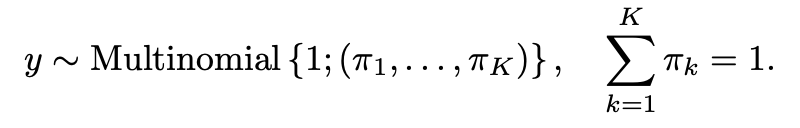 y ∼ Multinomial {1; (π₁, . . . , π_K)} , ∑_{k=1}^{K} π_k = 1.